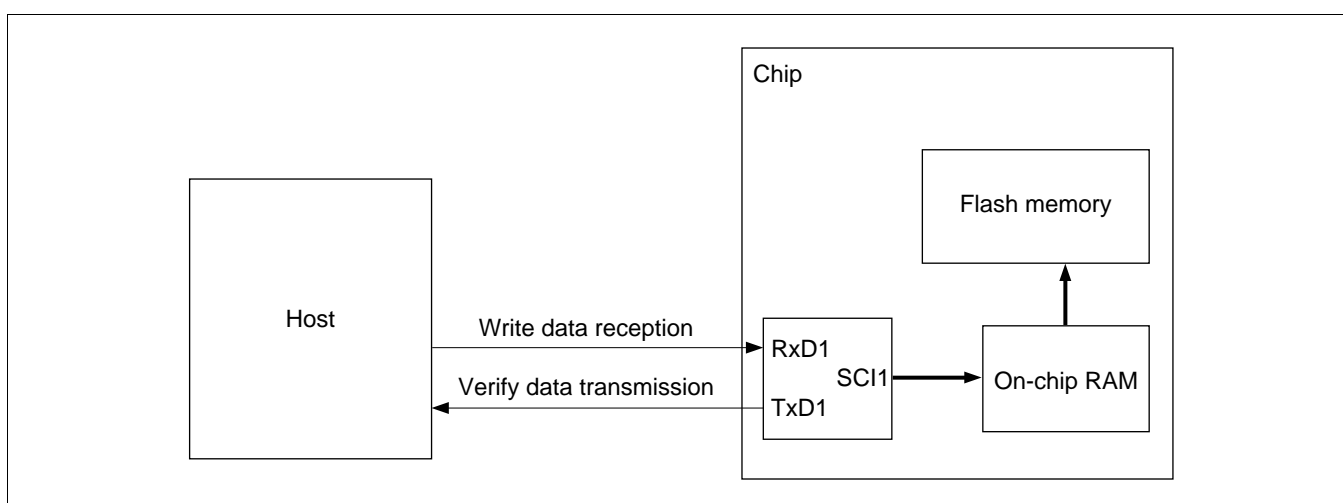 Chip
Flash memory
Host
Write data reception
RxD1
SCI1
On-chip RAM
Verify data transmission
TxD1